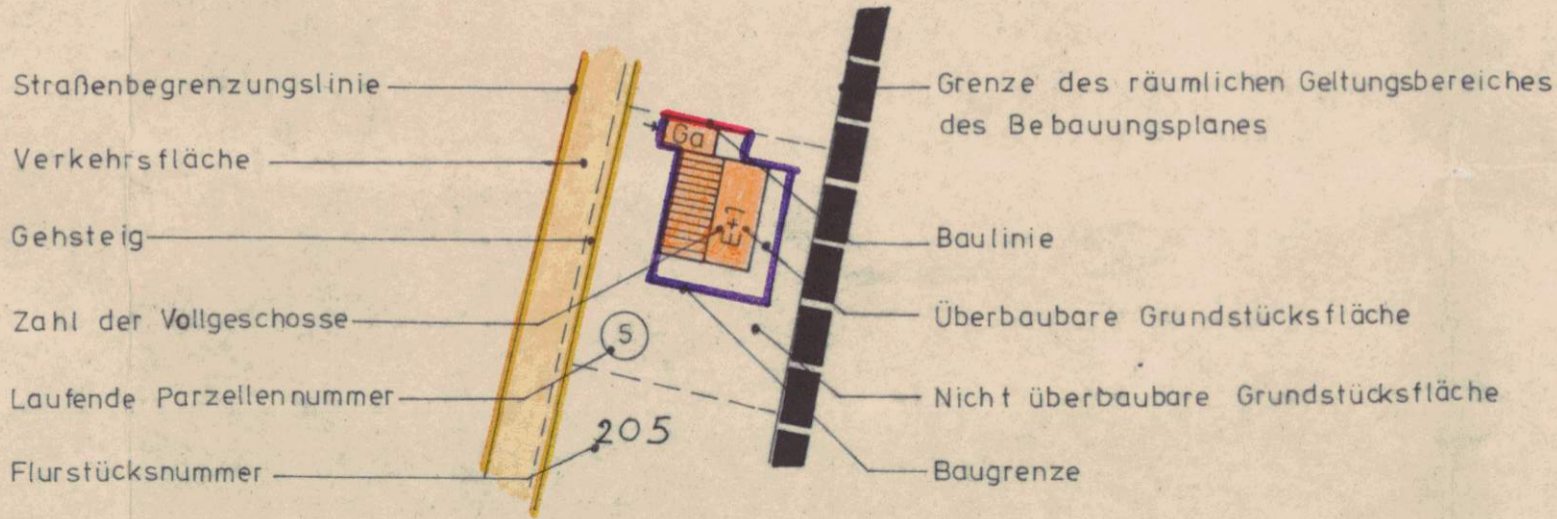 Straßenbegrenzungslinie
Verkehrsfläche
Gehsteig
Zahl der Vollgeschosse
Laufende Parzellennummer
Flurstücksnummer
Ga
E+1
5
205
Grenze des räumlichen Geltungsbereiches
des Bebauungsplanes
Baulinie
Überbaubare Grundstücksfläche
Nicht überbaubare Grundstücksfläche
Baugrenze